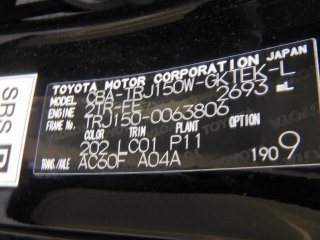 TOYOTA MOTOR CORPORATION JAPAN
MODEL CBA-TRJ150W-GKTEK-L
ENGINE 2TR-FE 2693 mL
FRAME No. TRJ150-0063803
COLOR TRIM PLANT OPTION
202 LC01 P11
TRANS./AXLE AC60F A04A 1909
SRS